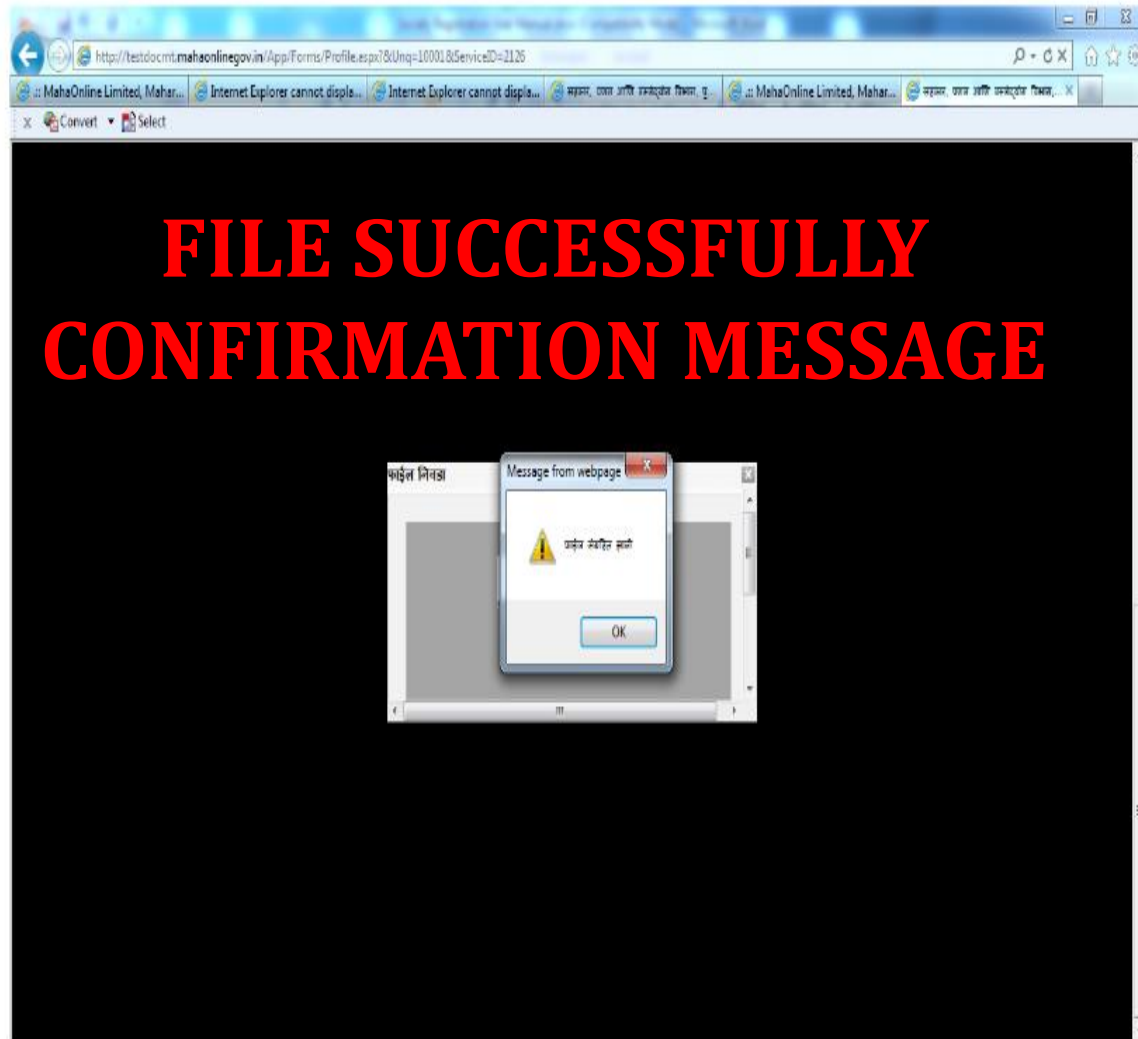 http://testdocmt.mahaonlinegov.in/App/Forms/Profile.aspx?&Unq=10001&ServiceID=2126
.:: MahaOnline Limited, Mahar... Internet Explorer cannot displa... Internet Explorer cannot displa... .:: MahaOnline Limited, Mahar...
x Convert Select
FILE SUCCESSFULLY
CONFIRMATION MESSAGE
फाईल निवडा
Message from webpage
OK